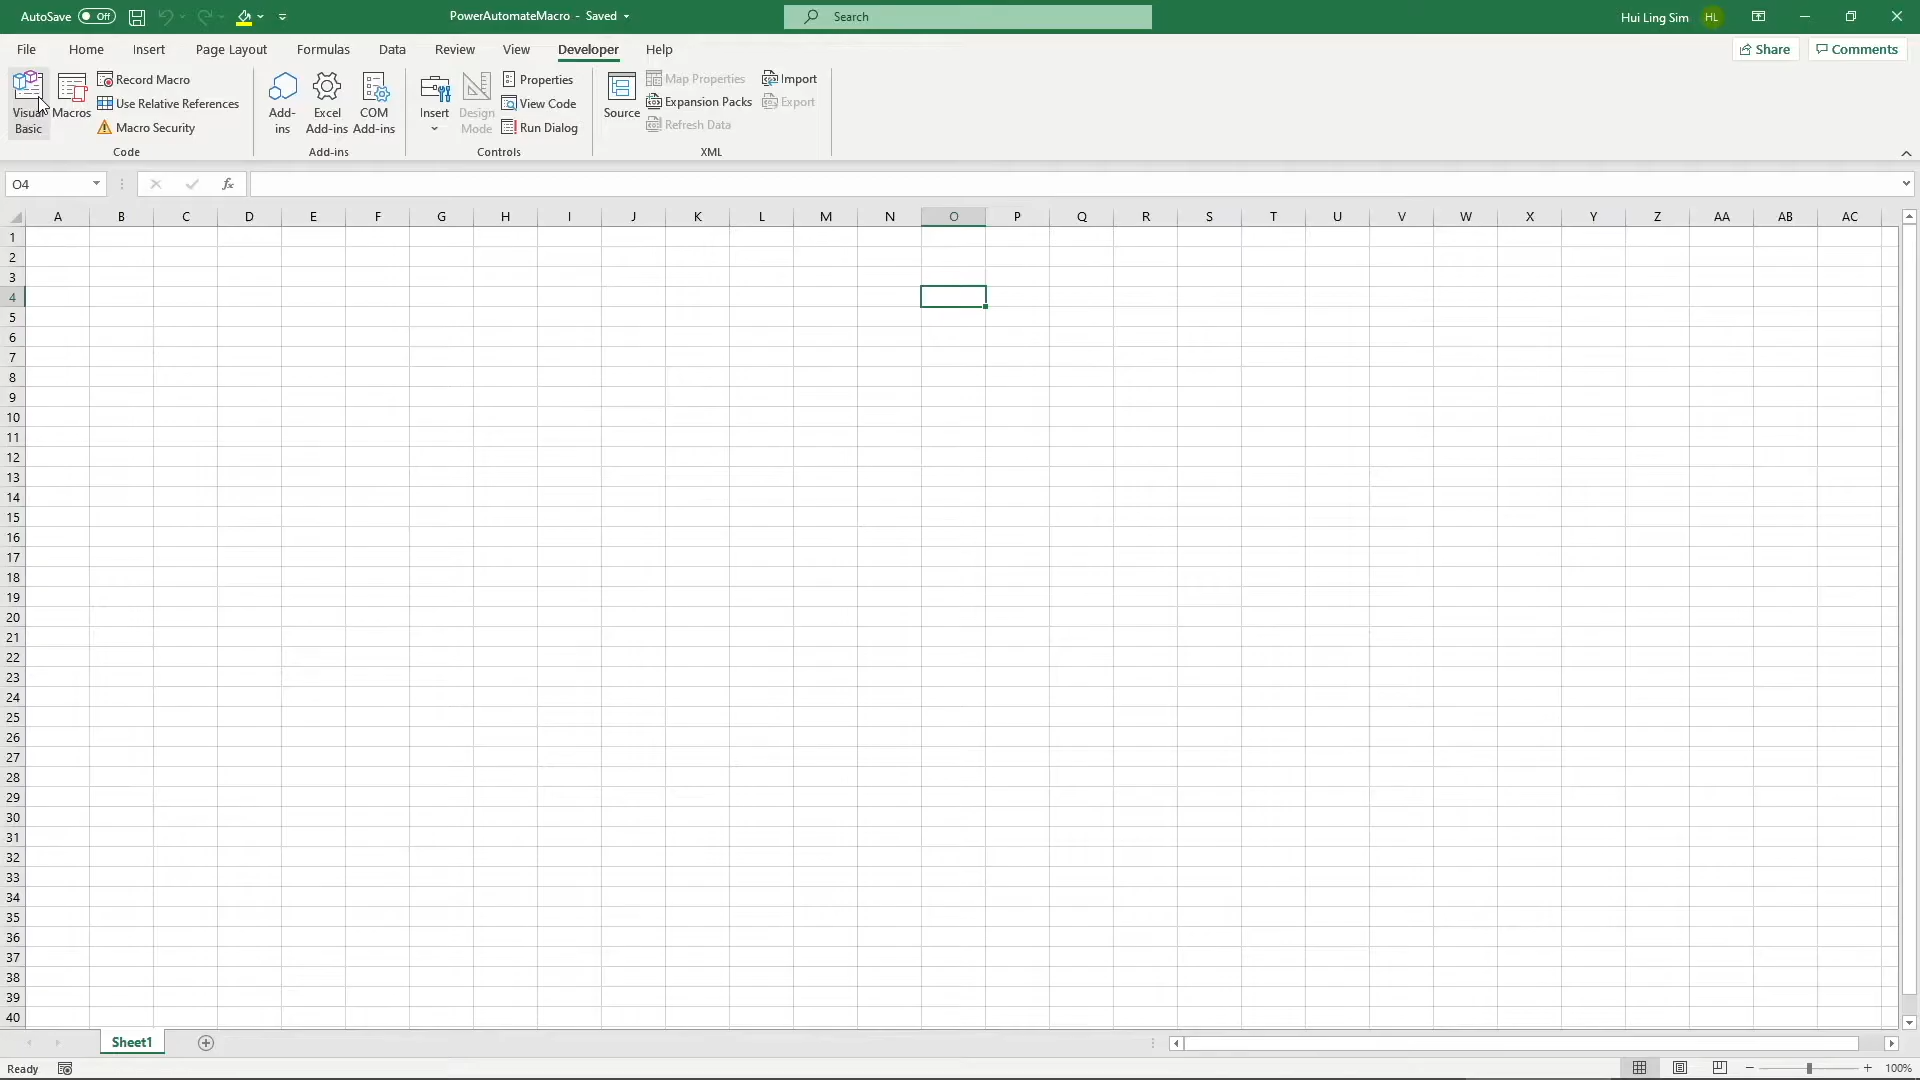 AutoSave Off PowerAutomateMacro - Saved Search Hui Ling Sim HL
File Home Insert Page Layout Formulas Data Review View Developer Help Share Comments
Visual Basic
Macros
Record Macro
Use Relative References
Macro Security
Code
Add-ins
Excel Add-ins
COM Add-ins
Add-ins
Insert
Design Mode
Properties
View Code
Run Dialog
Controls
Source
Map Properties
Expansion Packs
Refresh Data
Import
Export
XML
O4 fx
A B C D E F G H I J K L M N O P Q R S T U V W X Y Z AA AB AC
1
2
3
4
5
6
7
8
9
10
11
12
13
14
15
16
17
18
19
20
21
22
23
24
25
26
27
28
29
30
31
32
33
34
35
36
37
38
39
40
Sheet1
Ready 100%